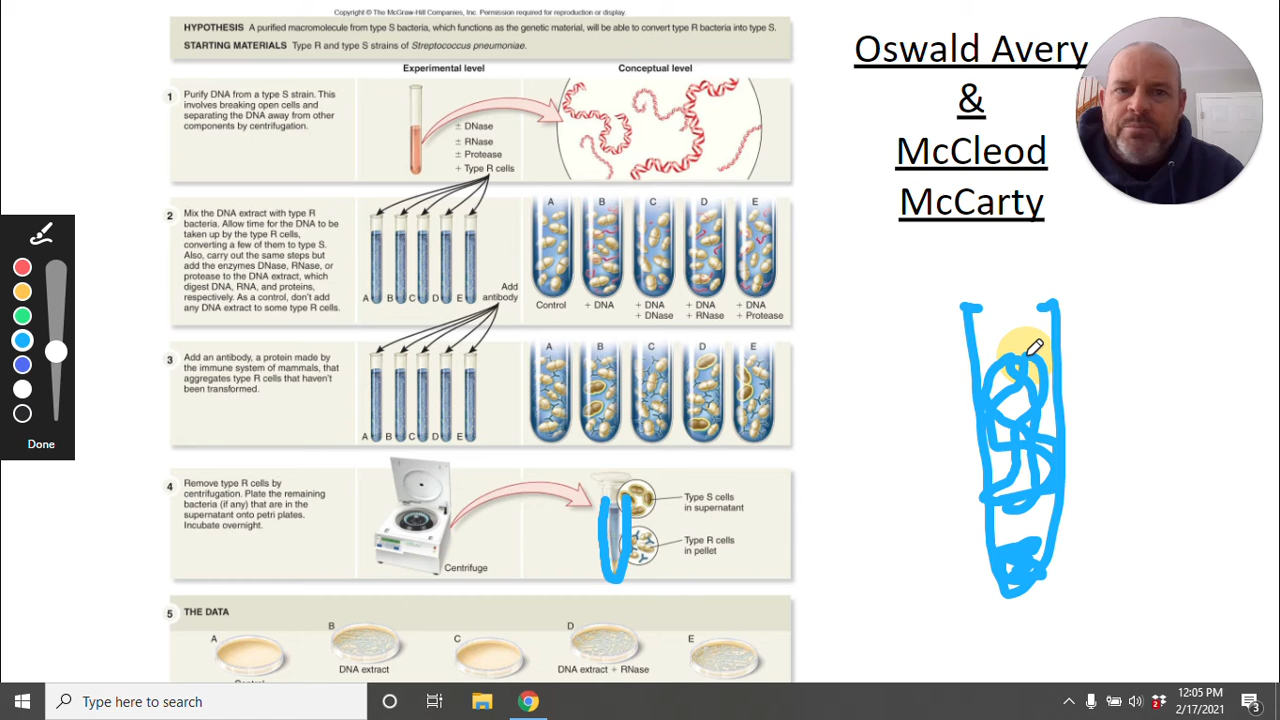 Copyright © The McGraw-Hill Companies, Inc. Permission required for reproduction or display.
HYPOTHESIS A purified macromolecule from type S bacteria, which functions as the genetic material, will be able to convert type R bacteria into type S.
STARTING MATERIALS Type R and type S strains of Streptococcus pneumoniae.
Experimental level
Conceptual level
1
Purify DNA from a type S strain. This
involves breaking open cells and
separating the DNA away from other
components by centrifugation.
± DNase
± RNase
± Protease
+ Type R cells
2
Mix the DNA extract with type R
bacteria. Allow time for the DNA to be
taken up by the type R cells,
converting a few of them to type S.
Also, carry out the same steps but
add the enzymes DNase, RNase, or
protease to the DNA extract, which
digest DNA, RNA, and proteins,
respectively. As a control, don't add
any DNA extract to some type R cells.
A B C D E
Add
antibody
A B C D E
Control
+ DNA
+ DNA
+ DNase
+ DNA
+ RNase
+ DNA
+ Protease
3
Add an antibody, a protein made by
the immune system of mammals, that
aggregates type R cells that haven't
been transformed.
A B C D E
A B C D E
4
Remove type R cells by
centrifugation. Plate the remaining
bacteria (if any) that are in the
supernatant onto petri plates.
Incubate overnight.
Centrifuge
Type S cells
in supernatant
Type R cells
in pellet
5
THE DATA
A
B
C
D
E
DNA extract
DNA extract + RNase
Oswald Avery
&
McCleod
McCarty
Done
Type here to search
12:05 PM
2/17/2021
2
3